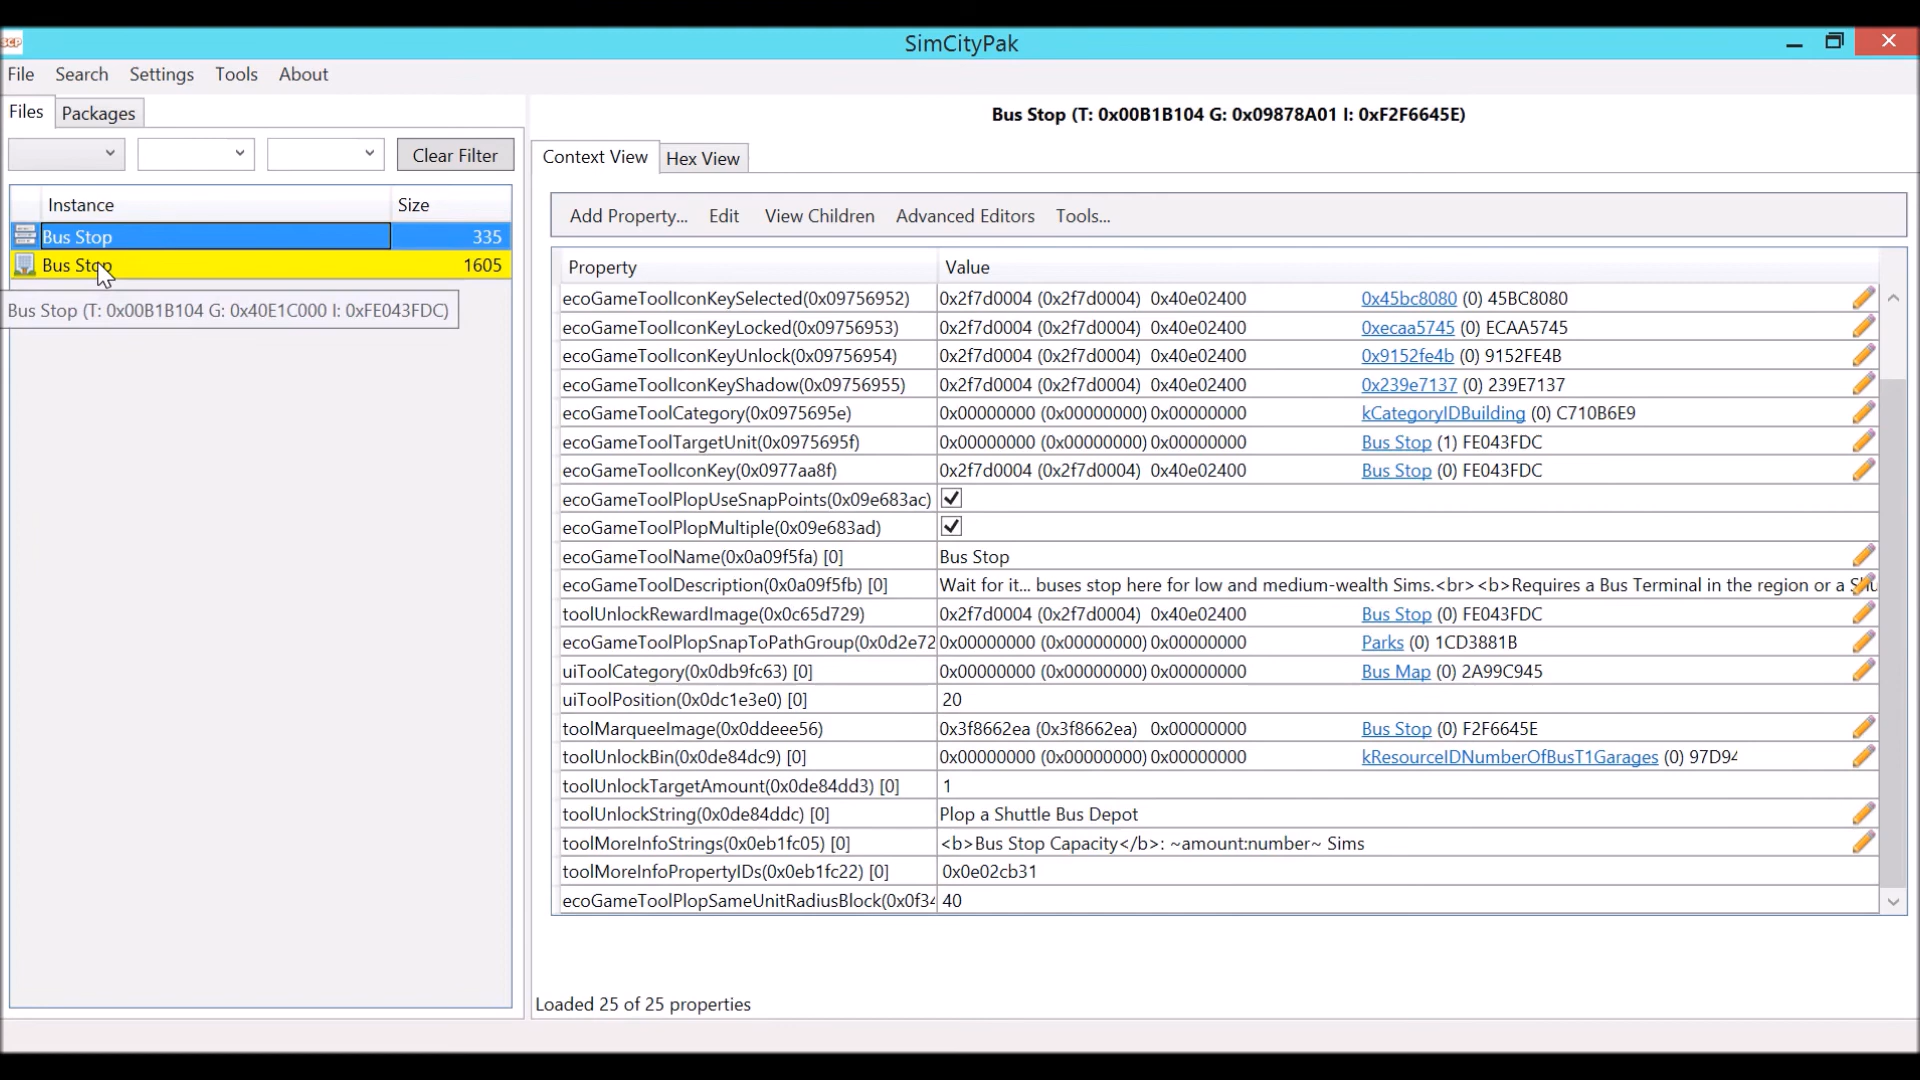 SCP
SimCityPak
File Search Settings Tools About
Files Packages
Clear Filter
Instance Size
Bus Stop 335
Bus Stop 1605
Bus Stop (T: 0x00B1B104 G: 0x40E1C000 I: 0xFE043FDC)
Bus Stop (T: 0x00B1B104 G: 0x09878A01 I: 0xF2F6645E)
Context View Hex View
Add Property... Edit View Children Advanced Editors Tools...
Property Value
ecoGameToolIconKeySelected(0x09756952) 0x2f7d0004 (0x2f7d0004) 0x40e02400 0x45bc8080 (0) 45BC8080
ecoGameToolIconKeyLocked(0x09756953) 0x2f7d0004 (0x2f7d0004) 0x40e02400 0xecaa5745 (0) ECAA5745
ecoGameToolIconKeyUnlock(0x09756954) 0x2f7d0004 (0x2f7d0004) 0x40e02400 0x9152fe4b (0) 9152FE4B
ecoGameToolIconKeyShadow(0x09756955) 0x2f7d0004 (0x2f7d0004) 0x40e02400 0x239e7137 (0) 239E7137
ecoGameToolCategory(0x0975695e) 0x00000000 (0x00000000) 0x00000000 kCategoryIDBuilding (0) C710B6E9
ecoGameToolTargetUnit(0x0975695f) 0x00000000 (0x00000000) 0x00000000 Bus Stop (1) FE043FDC
ecoGameToolIconKey(0x0977aa8f) 0x2f7d0004 (0x2f7d0004) 0x40e02400 Bus Stop (0) FE043FDC
ecoGameToolPlopUseSnapPoints(0x09e683ac)
ecoGameToolPlopMultiple(0x09e683ad)
ecoGameToolName(0x0a09f5fa) [0] Bus Stop
ecoGameToolDescription(0x0a09f5fb) [0] Wait for it... buses stop here for low and medium-wealth Sims.<br><b>Requires a Bus Terminal in the region or a Shu
toolUnlockRewardImage(0x0c65d729) 0x2f7d0004 (0x2f7d0004) 0x40e02400 Bus Stop (0) FE043FDC
ecoGameToolPlopSnapToPathGroup(0x0d2e72 0x00000000 (0x00000000) 0x00000000 Parks (0) 1CD3881B
uiToolCategory(0x0db9fc63) [0] 0x00000000 (0x00000000) 0x00000000 Bus Map (0) 2A99C945
uiToolPosition(0x0dc1e3e0) [0] 20
toolMarqueeImage(0x0ddeee56) 0x3f8662ea (0x3f8662ea) 0x00000000 Bus Stop (0) F2F6645E
toolUnlockBin(0x0de84dc9) [0] 0x00000000 (0x00000000) 0x00000000 kResourceIDNumberOfBusT1Garages (0) 97D94
toolUnlockTargetAmount(0x0de84dd3) [0] 1
toolUnlockString(0x0de84ddc) [0] Plop a Shuttle Bus Depot
toolMoreInfoStrings(0x0eb1fc05) [0] <b>Bus Stop Capacity</b>: ~amount:number~ Sims
toolMoreInfoPropertyIDs(0x0eb1fc22) [0] 0x0e02cb31
ecoGameToolPlopSameUnitRadiusBlock(0x0f34 40
Loaded 25 of 25 properties